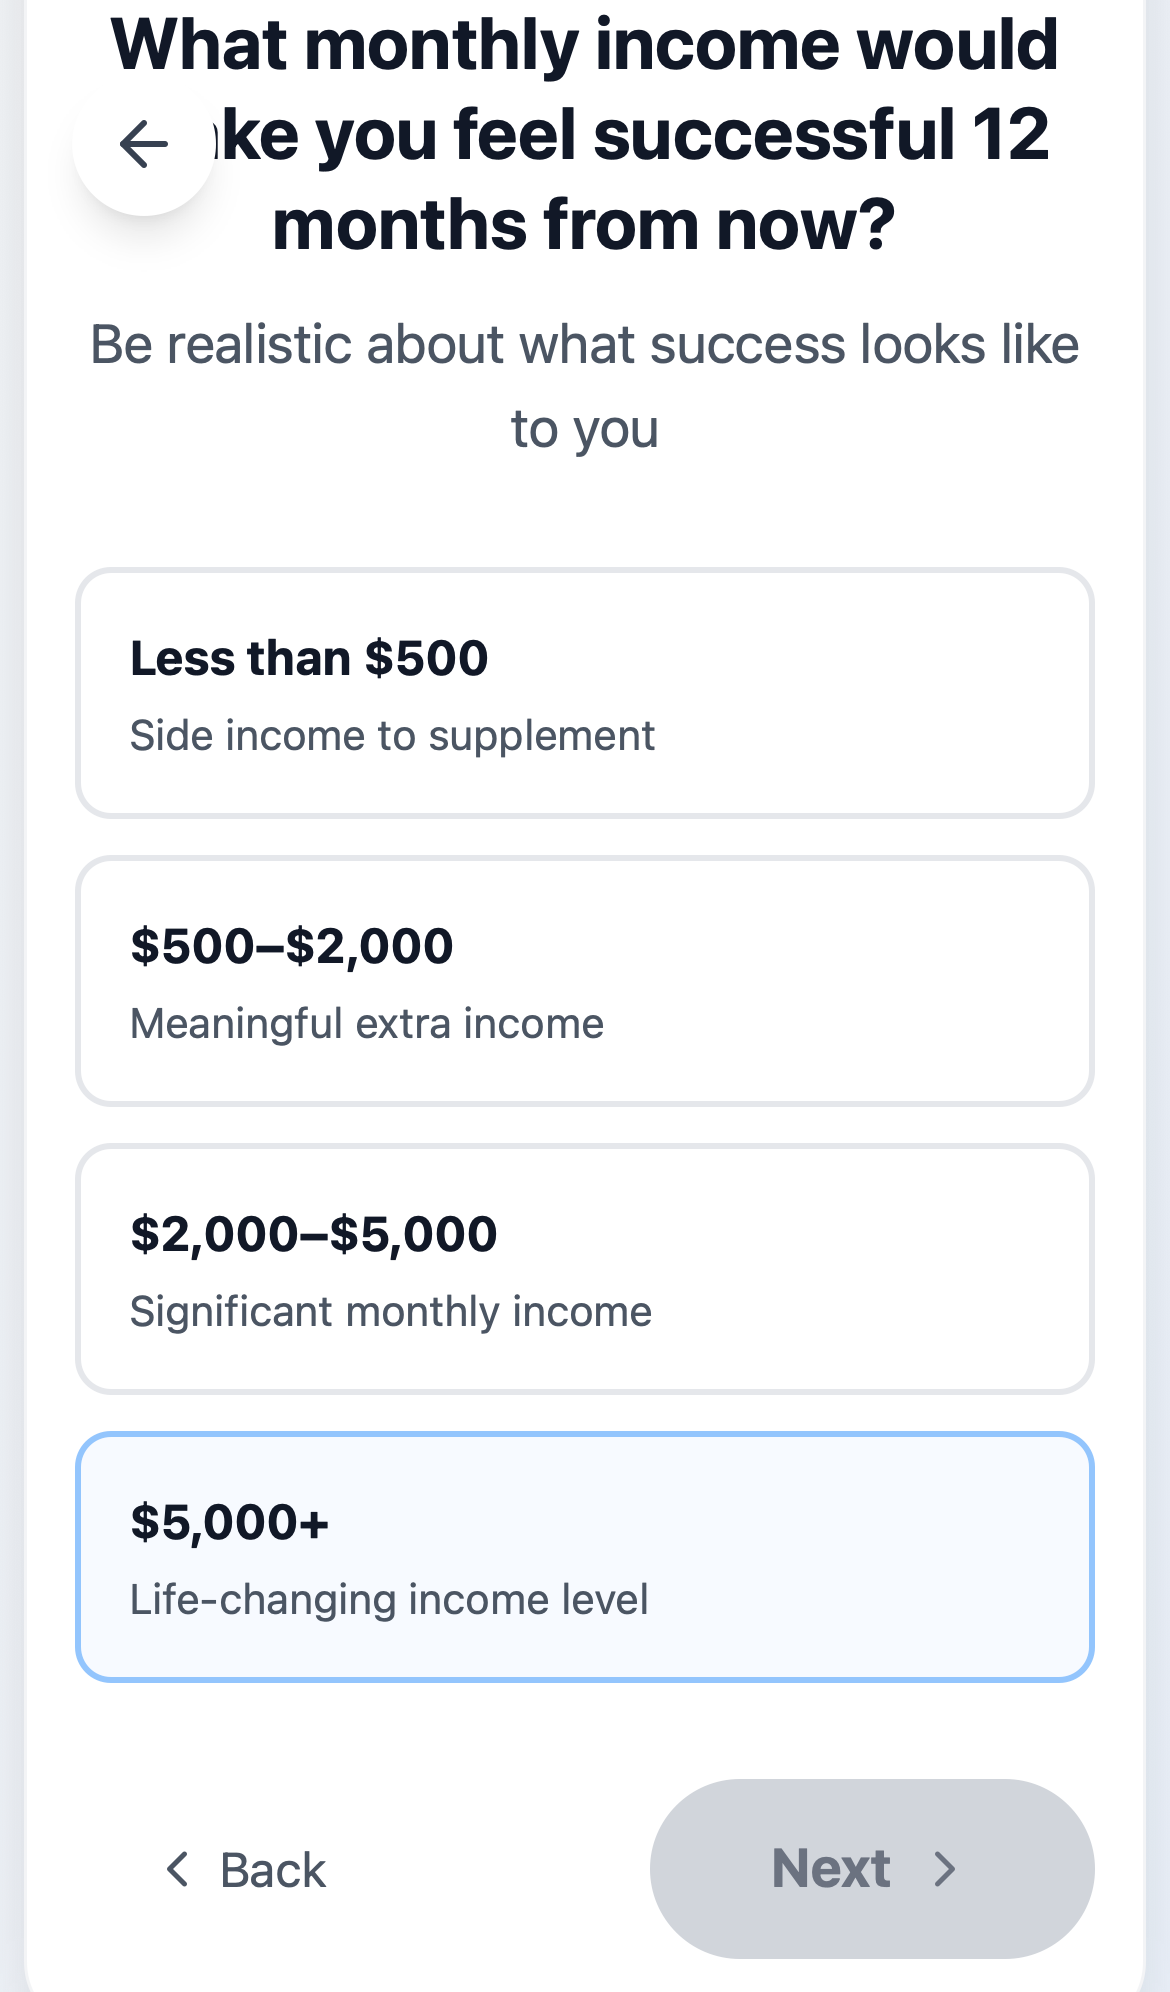 What monthly income would
ke you feel successful 12
months from now?
Be realistic about what success looks like
to you
Less than $500
Side income to supplement
$500–$2,000
Meaningful extra income
$2,000–$5,000
Significant monthly income
$5,000+
Life-changing income level
Back
Next